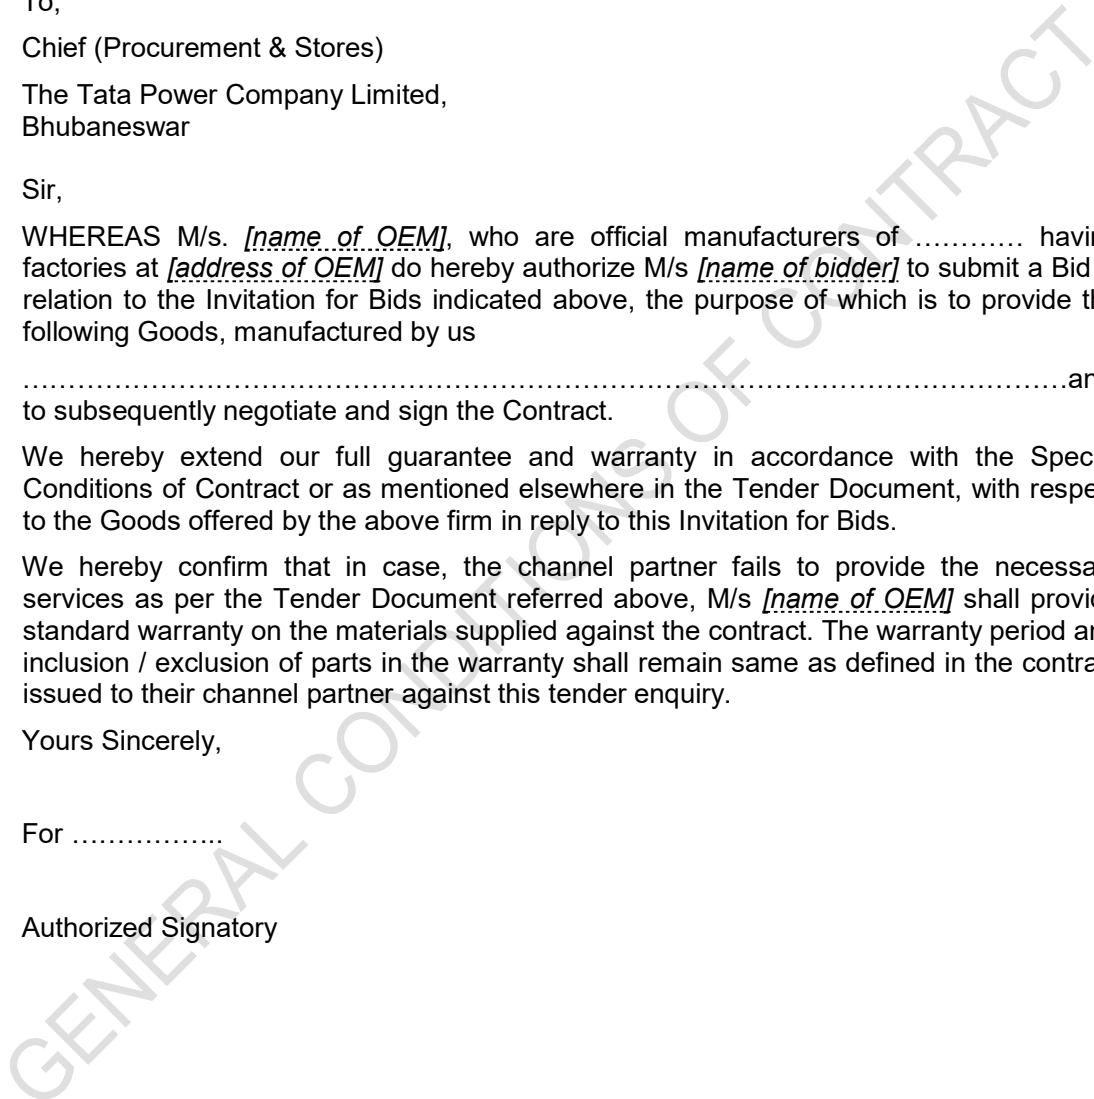 To,
Chief (Procurement & Stores)
The Tata Power Company Limited,
Bhubaneswar
Sir,
WHEREAS M/s. [name of OEM], who are official manufacturers of ………… havin
factories at [address of OEM] do hereby authorize M/s [name of bidder] to submit a Bid
relation to the Invitation for Bids indicated above, the purpose of which is to provide th
following Goods, manufactured by us
……………………………………………………………………………………………………an
to subsequently negotiate and sign the Contract.
We hereby extend our full guarantee and warranty in accordance with the Spec
Conditions of Contract or as mentioned elsewhere in the Tender Document, with respe
to the Goods offered by the above firm in reply to this Invitation for Bids.
We hereby confirm that in case, the channel partner fails to provide the necessa
services as per the Tender Document referred above, M/s [name of OEM] shall provid
standard warranty on the materials supplied against the contract. The warranty period an
inclusion / exclusion of parts in the warranty shall remain same as defined in the contra
issued to their channel partner against this tender enquiry.
Yours Sincerely,
For ……………..
Authorized Signatory
GENERAL CONDITIONS OF CONTRACT